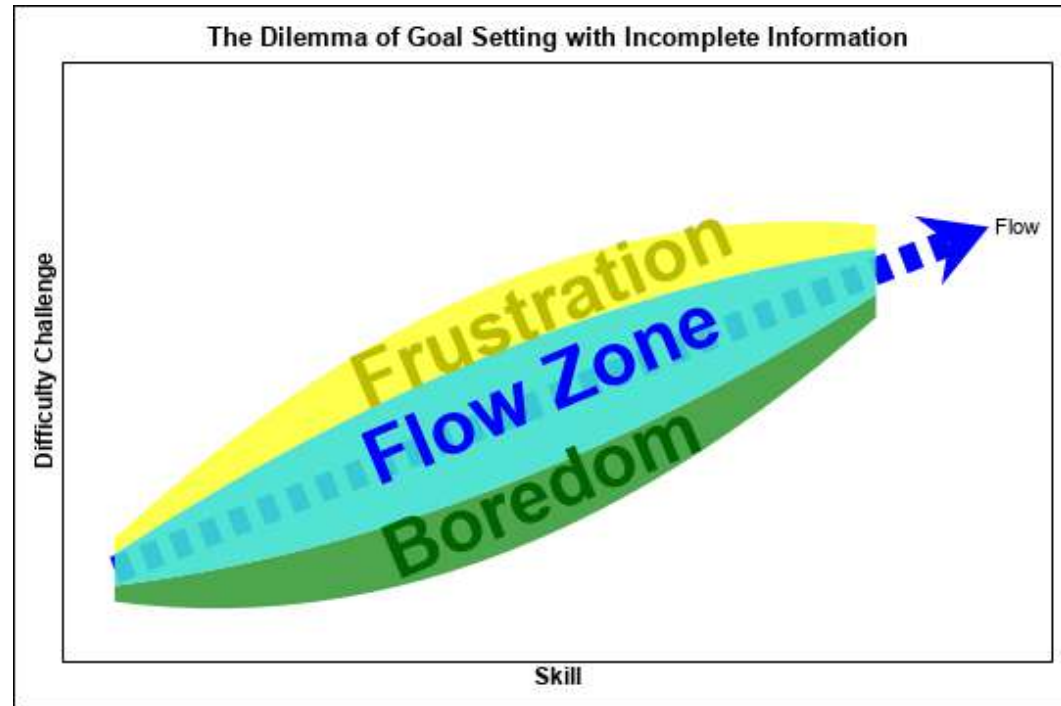 The Dilemma of Goal Setting with Incomplete Information
Flow
Frustration
Flow Zone
Boredom
Difficulty Challenge
Skill